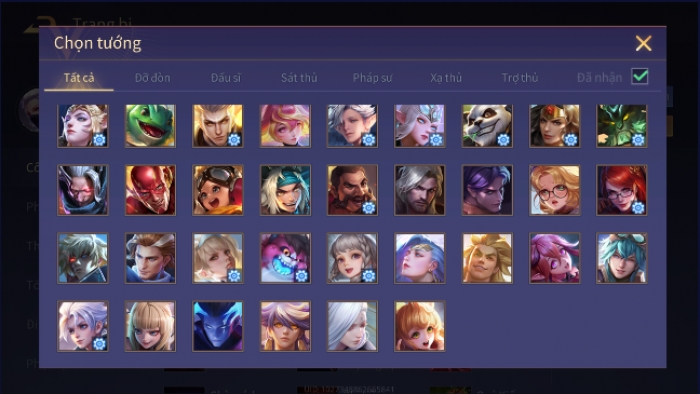 Trang bị
Chọn tướng
Tất cả
Đỡ đòn
Đấu sĩ
Sát thủ
Pháp sư
Xạ thủ
Trợ thủ
Đã nhận